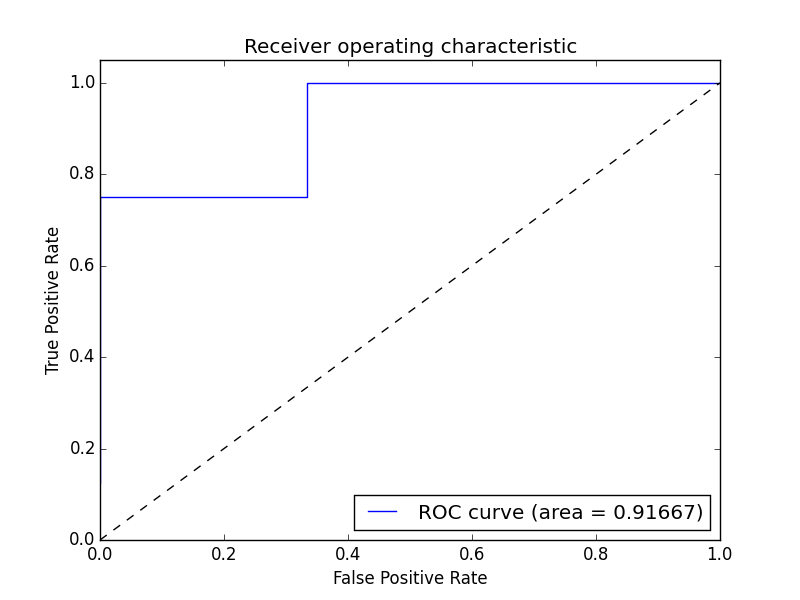 Receiver operating characteristic
1.0
0.8
0.6
0.4
0.2
0.0
True Positive Rate
ROC curve (area = 0.91667)
0.0 0.2 0.4 0.6 0.8 1.0
False Positive Rate